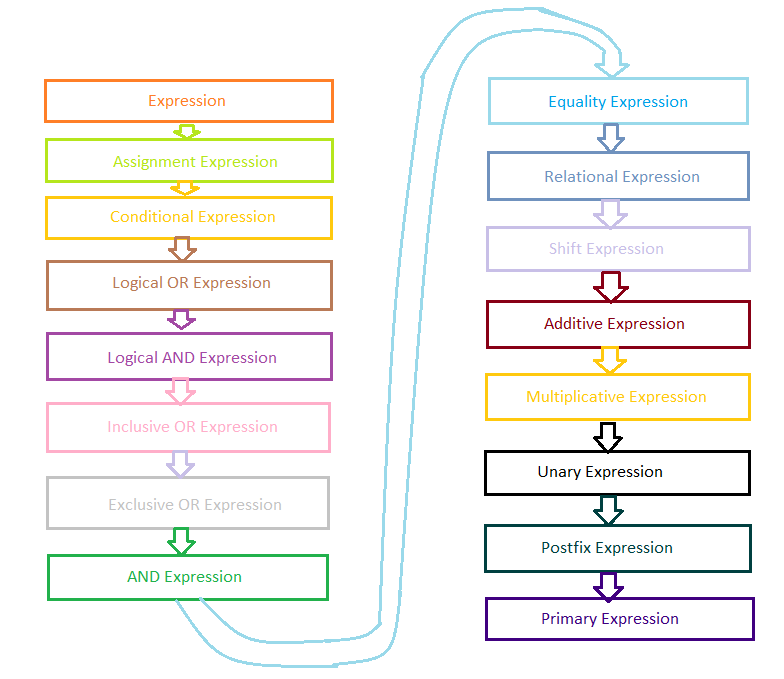 Expression
Assignment Expression
Conditional Expression
Logical OR Expression
Logical AND Expression
Inclusive OR Expression
Exclusive OR Expression
AND Expression
Equality Expression
Relational Expression
Shift Expression
Additive Expression
Multiplicative Expression
Unary Expression
Postfix Expression
Primary Expression